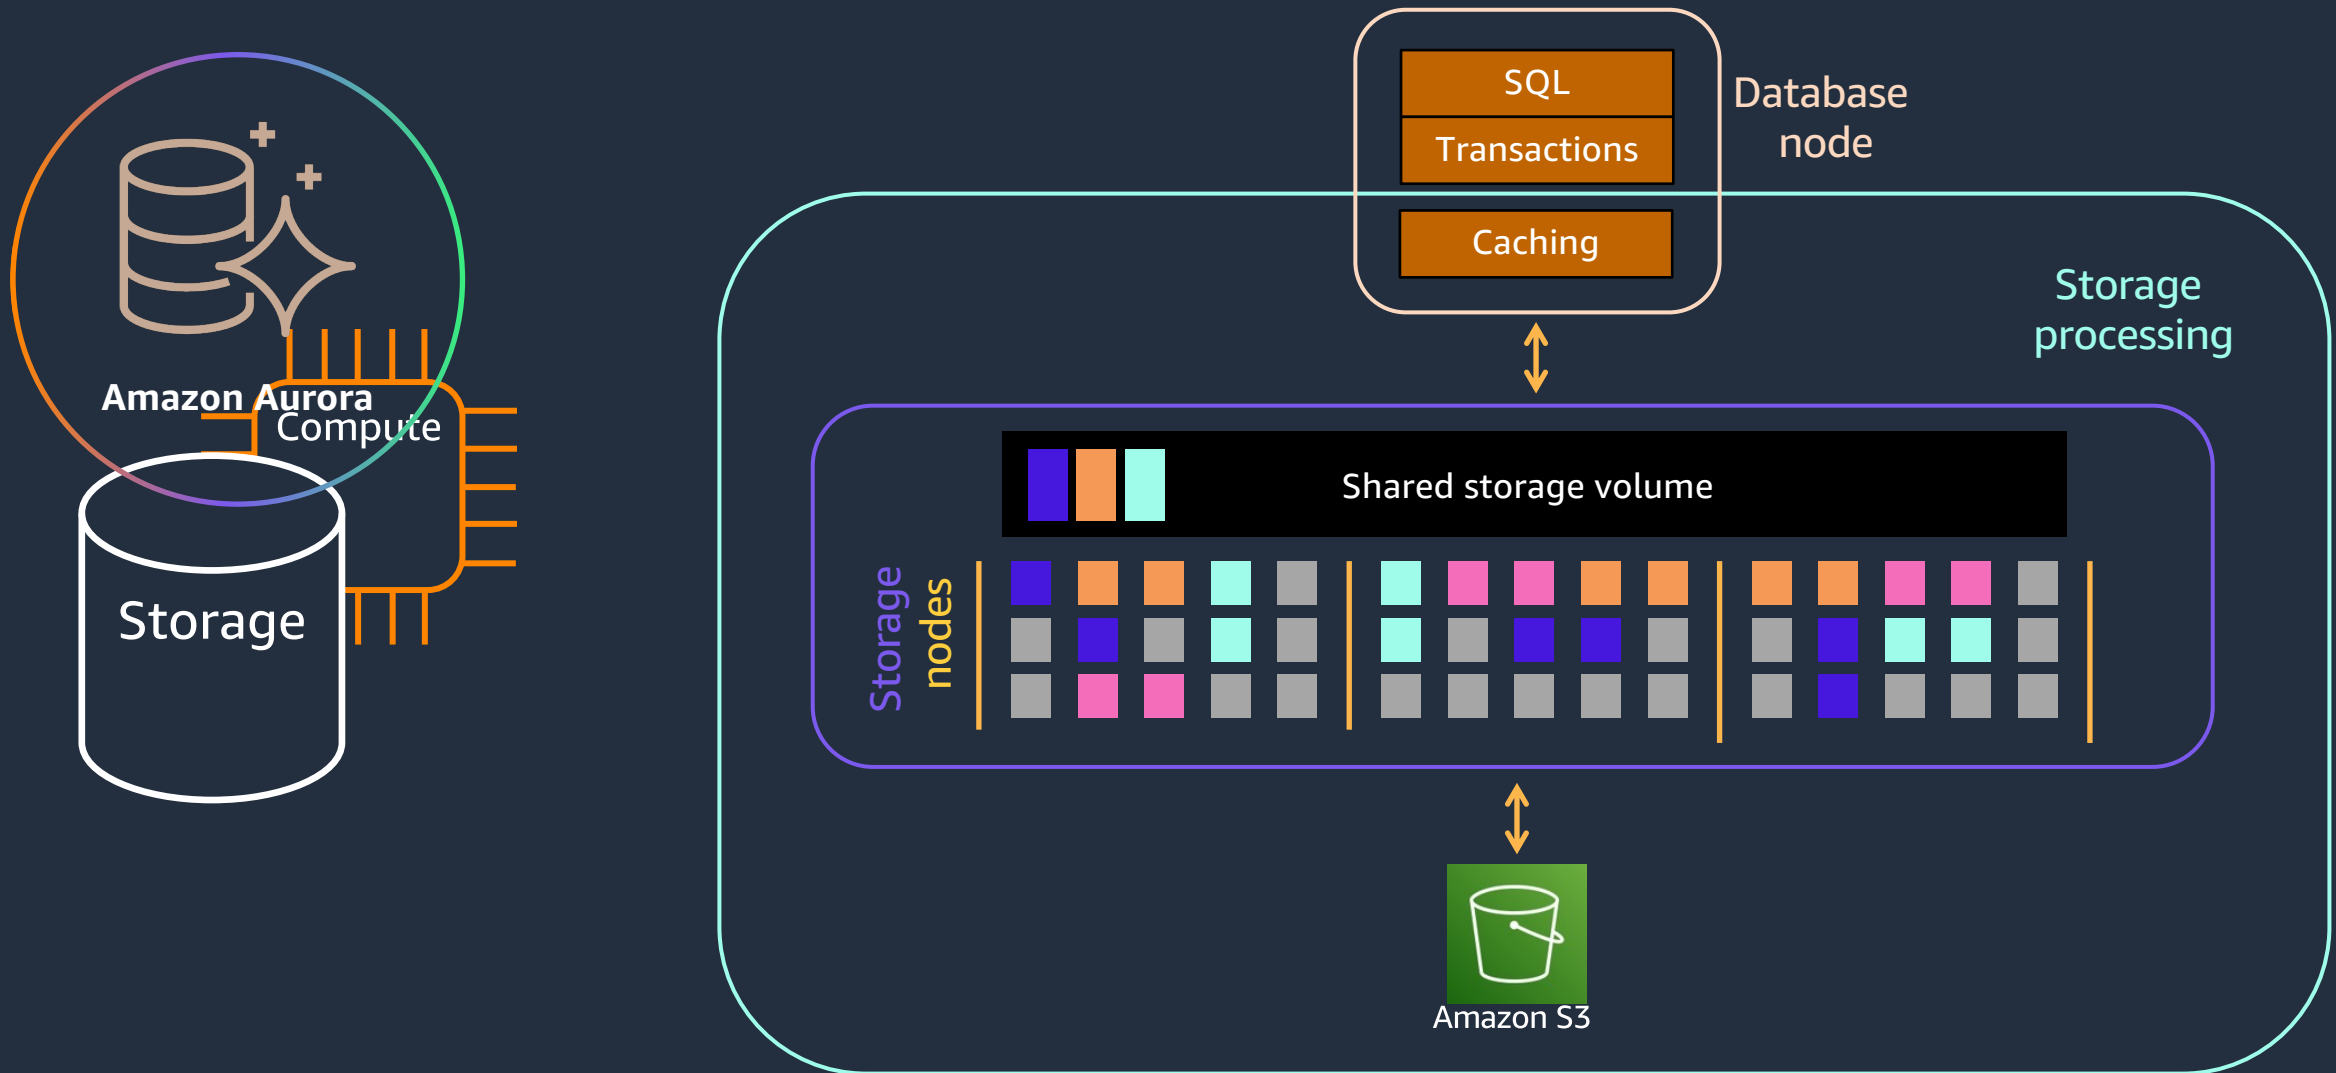 Amazon Aurora
Compute
Storage
SQL
Transactions
Caching
Database
node
Storage
processing
Shared storage volume
Storage
nodes
Amazon S3